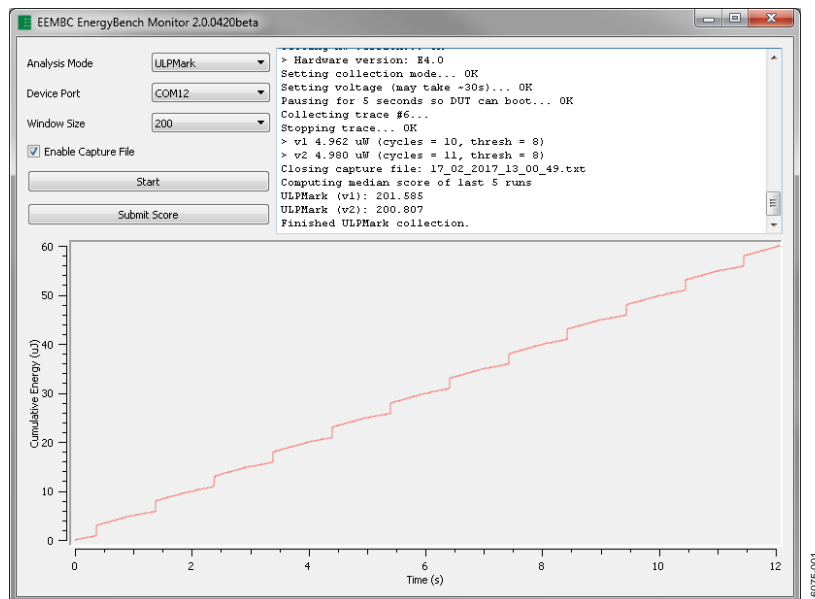 EEMBC EnergyBench Monitor 2.0.0420beta
Analysis Mode
ULPMark
Device Port
COM12
Window Size
200
Enable Capture File
Start
Submit Score
> Hardware version: E4.0
Setting collection mode... OK
Setting voltage (may take ~30s)... OK
Pausing for 5 seconds so DUT can boot... OK
Collecting trace #6...
Stopping trace... OK
> v1 4.962 uW (cycles = 10, thresh = 8)
> v2 4.980 uW (cycles = 11, thresh = 8)
Closing capture file: 17_02_2017_13_00_49.txt
Computing median score of last 5 runs
ULPMark (v1): 201.585
ULPMark (v2): 200.807
Finished ULPMark collection.
60
50
40
30
20
10
0
Cumulative Energy (uJ)
0
2
4
6
8
10
12
Time (s)